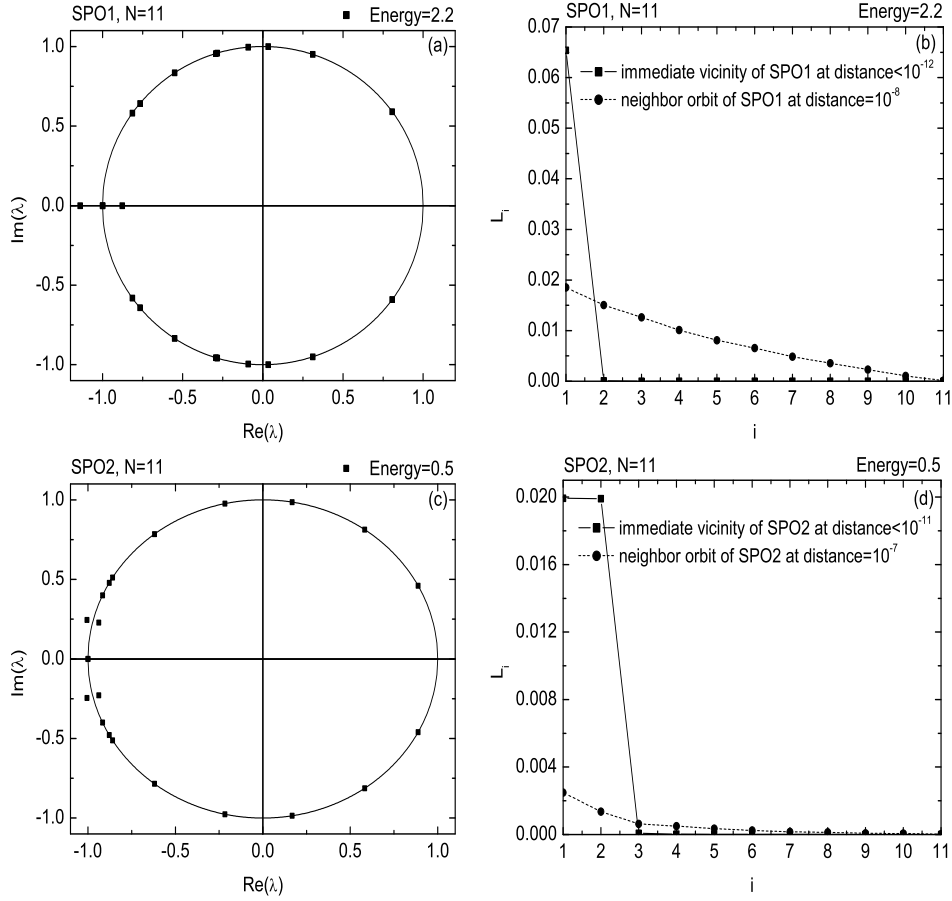 SPO1, N=11
Energy=2.2
(a)
1.0
0.5
0.0
-0.5
-1.0
Im(λ)
-1.0 -0.5 0.0 0.5 1.0
Re(λ)
SPO1, N=11 Energy=2.2
(b)
immediate vicinity of SPO1 at distance<10^-12
neighbor orbit of SPO1 at distance=10^-8
0.07
0.06
0.05
0.04
0.03
0.02
0.01
0.00
L_i
1 2 3 4 5 6 7 8 9 10 11
i
SPO2, N=11
Energy=0.5
(c)
1.0
0.5
0.0
-0.5
-1.0
Im(λ)
-1.0 -0.5 0.0 0.5 1.0
Re(λ)
SPO2, N=11 Energy=0.5
(d)
immediate vicinity of SPO2 at distance<10^-11
neighbor orbit of SPO2 at distance=10^-7
0.020
0.016
0.012
0.008
0.004
0.000
L_i
1 2 3 4 5 6 7 8 9 10 11
i